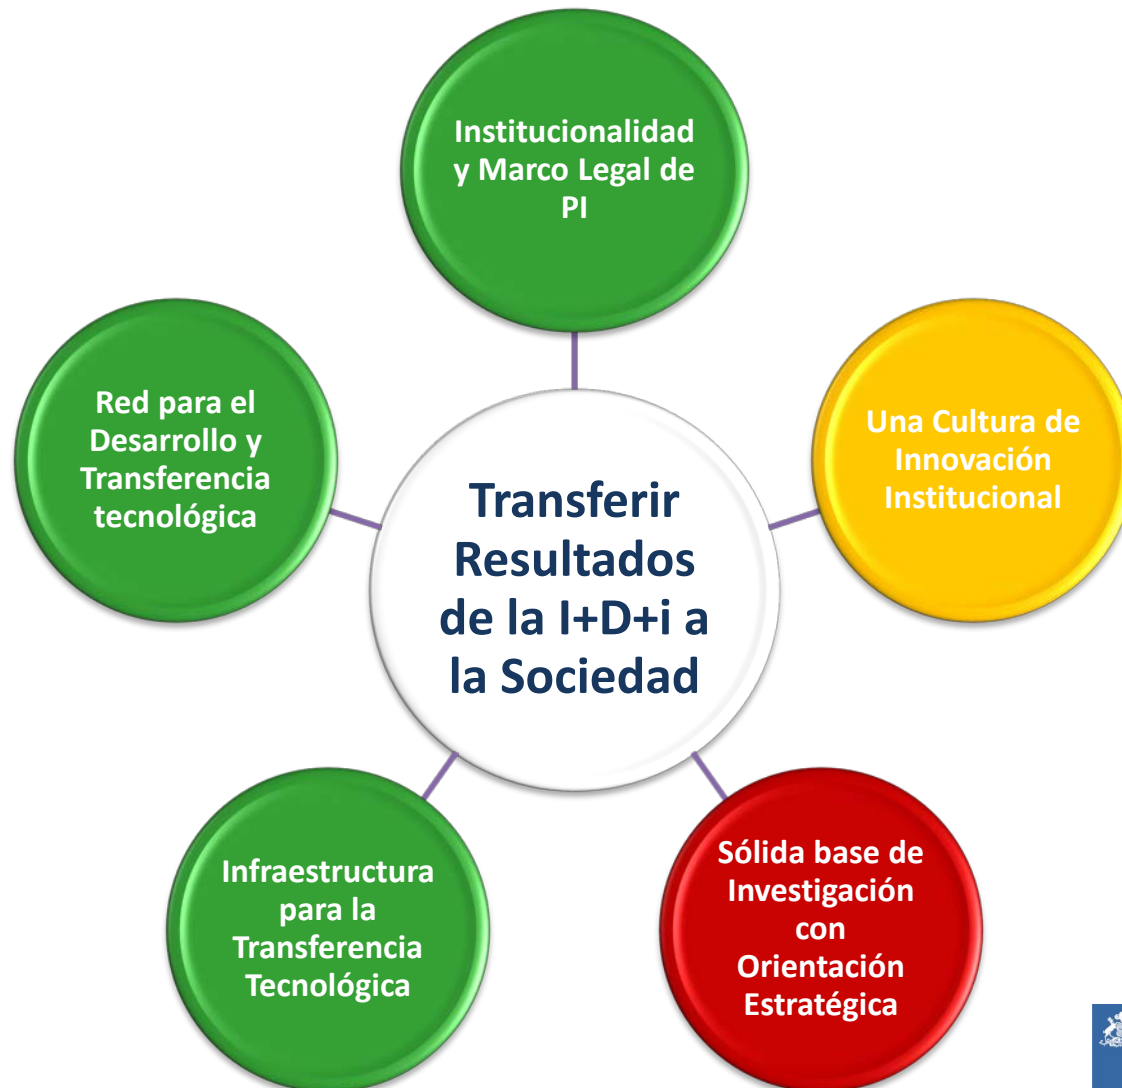 Institucionalidad
y Marco Legal de
PI
Red para el
Desarrollo y
Transferencia
tecnológica
Una Cultura de
Innovación
Institucional
Transferir
Resultados
de la I+D+i a
la Sociedad
Infraestructura
para la
Transferencia
Tecnológica
Sólida base de
Investigación
con
Orientación
Estratégica